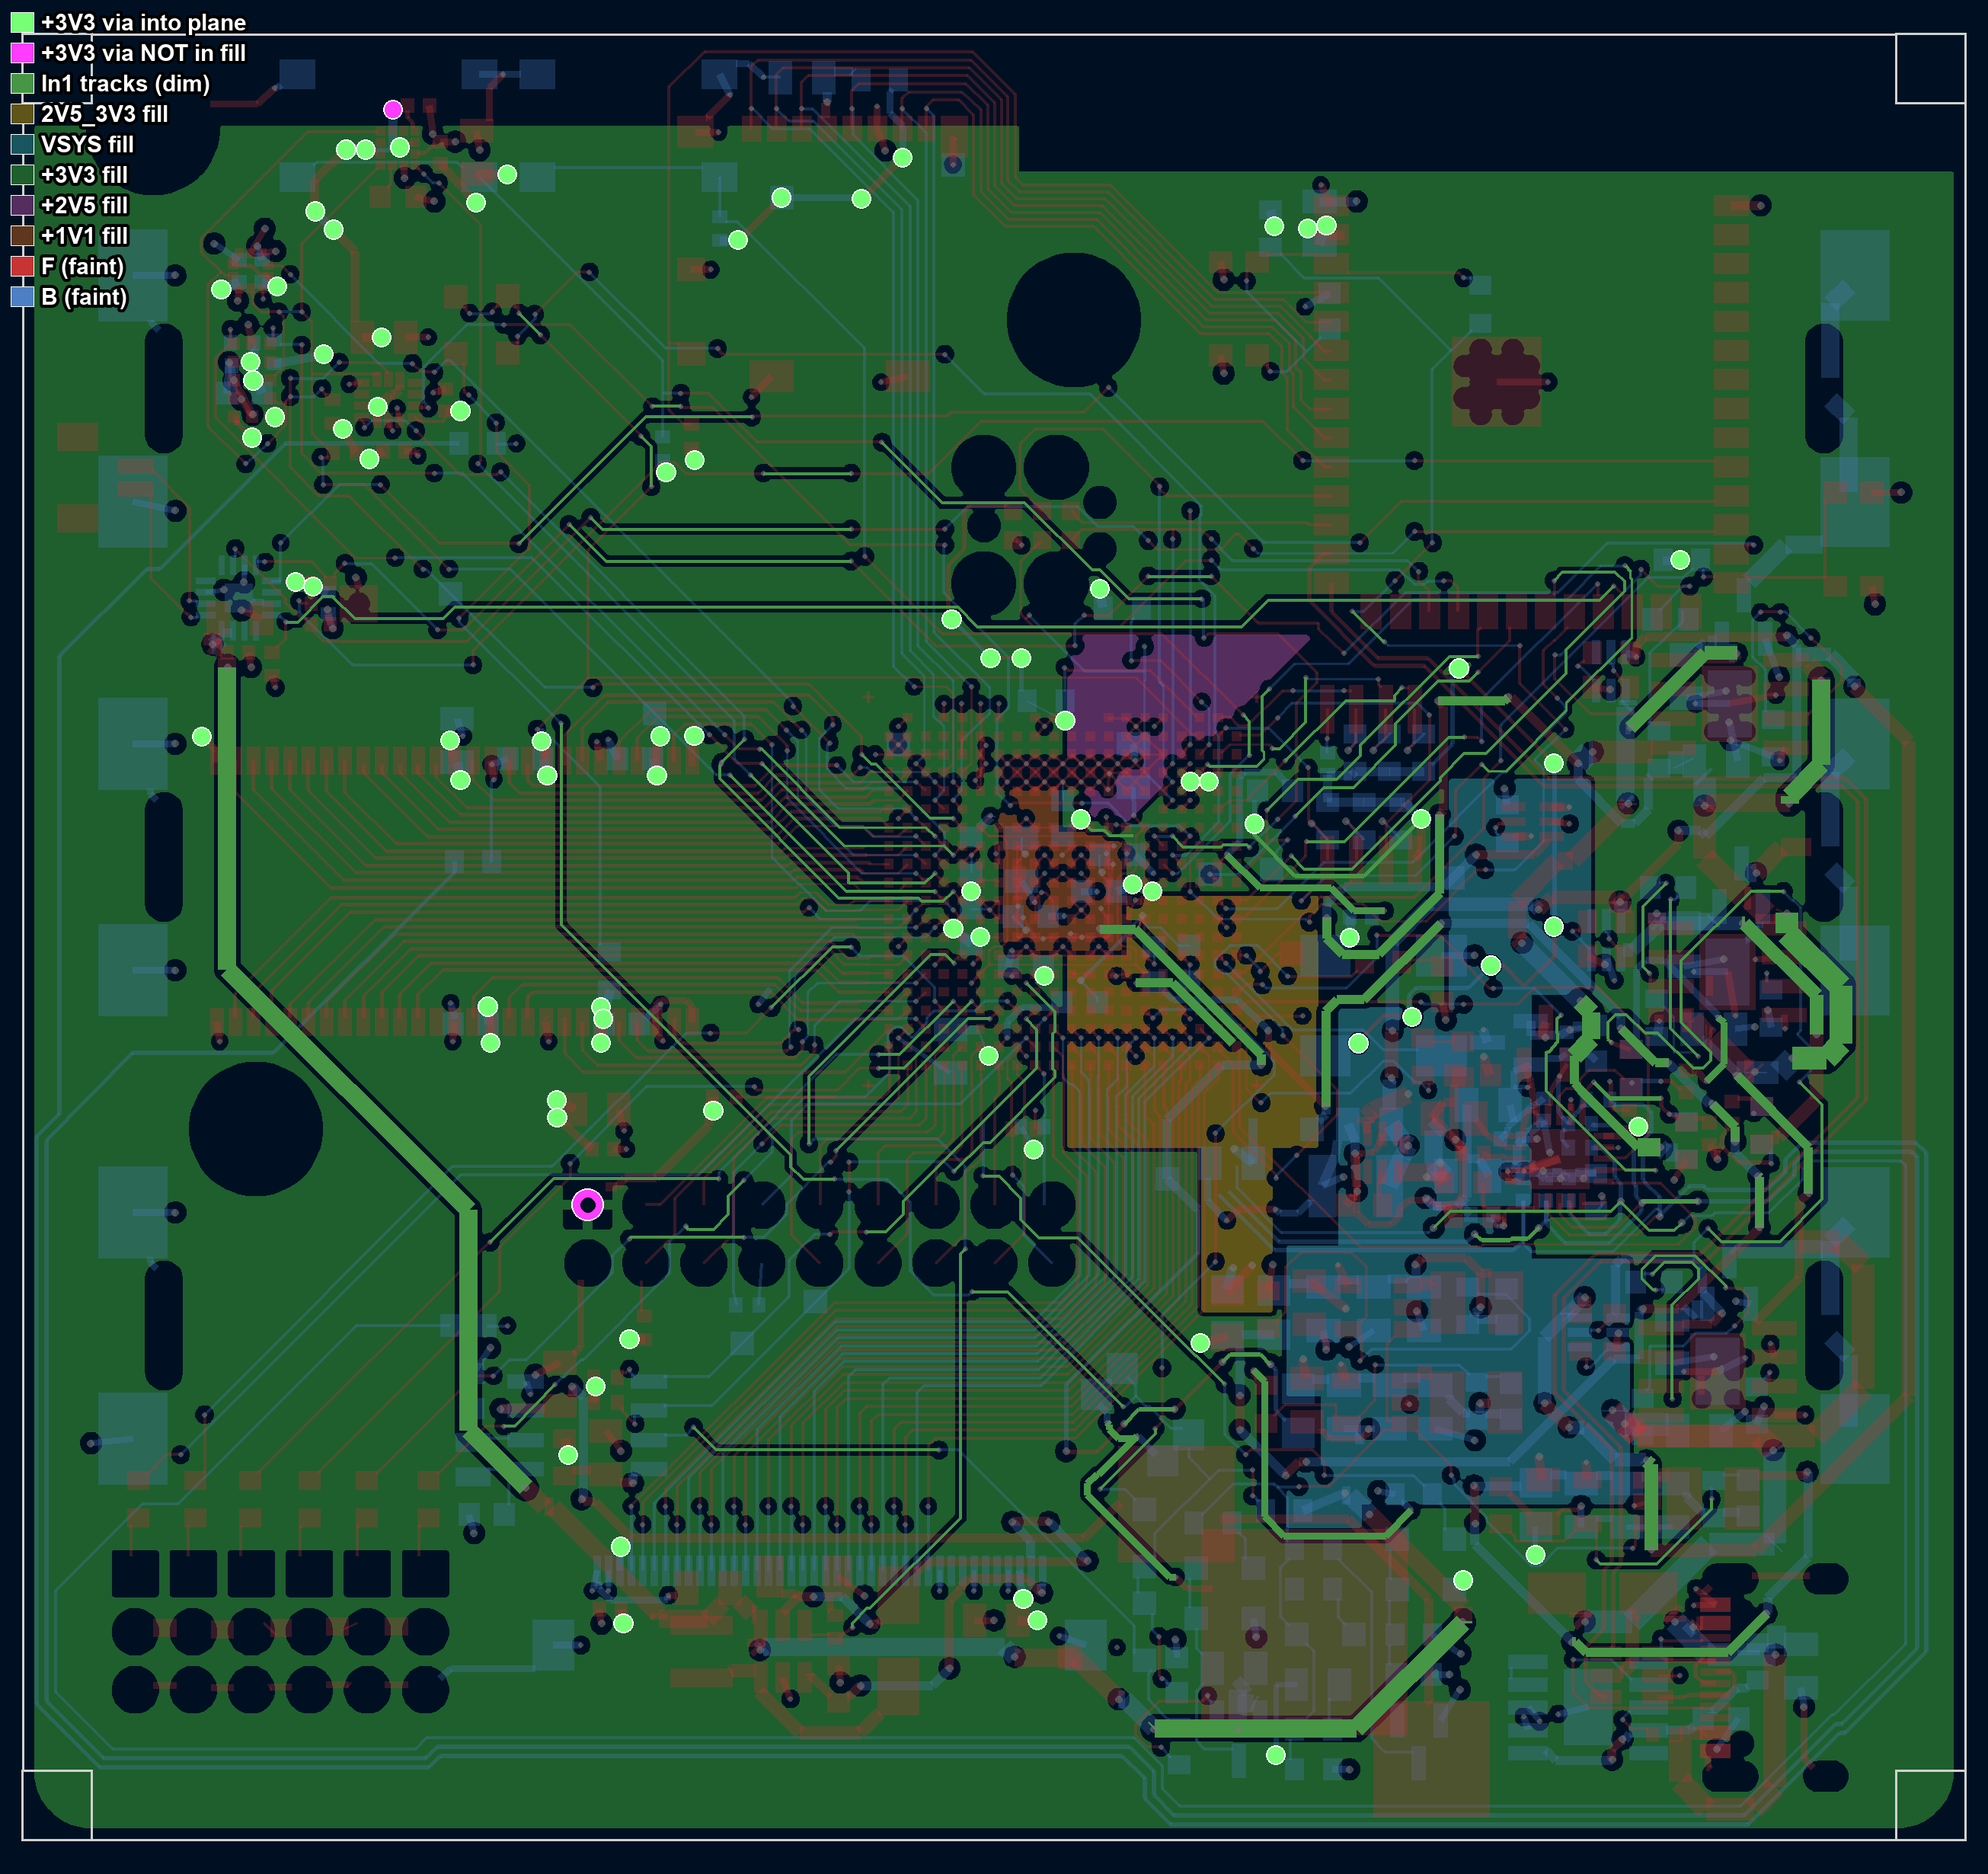 +3V3 via into plane
+3V3 via NOT in fill
In1 tracks (dim)
2V5_3V3 fill
VSYS fill
+3V3 fill
+2V5 fill
+1V1 fill
F (faint)
B (faint)